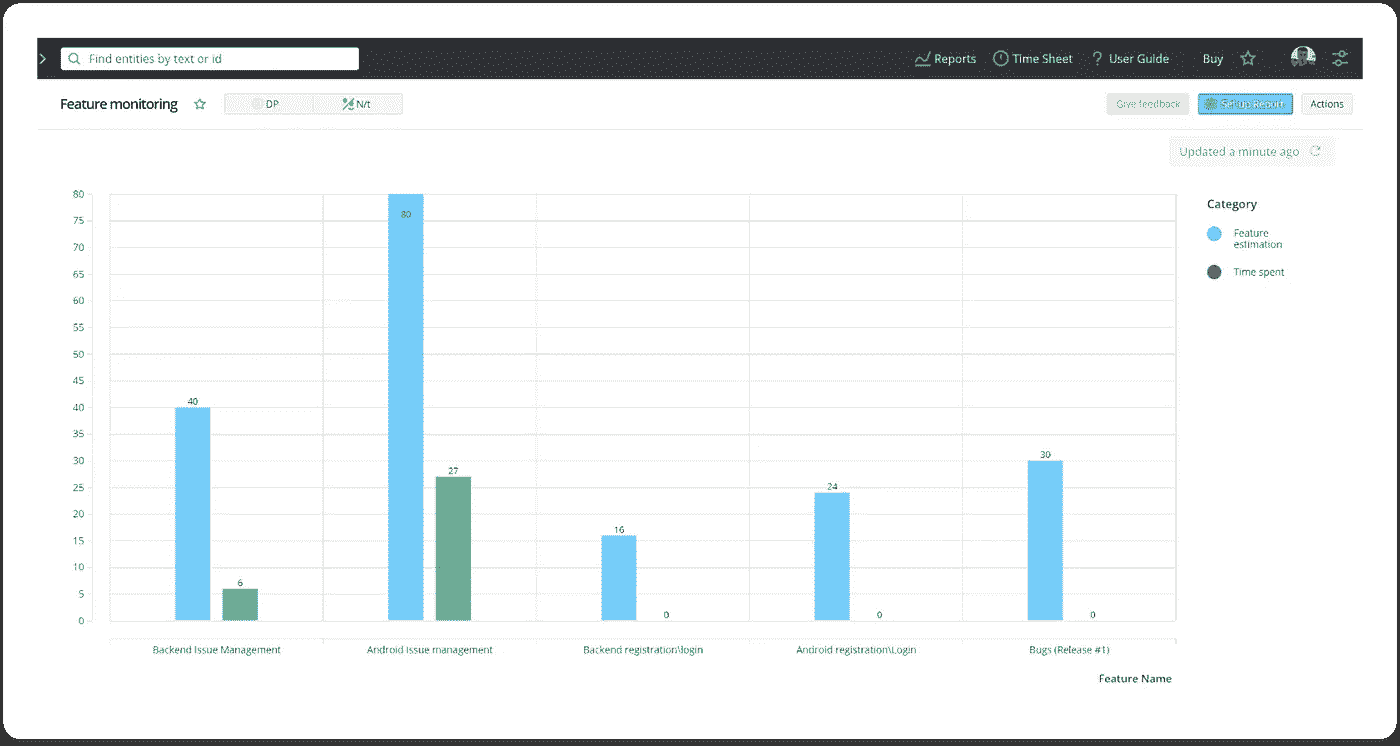 Find entities by text or id
Reports
Time Sheet
? User Guide
Buy
Feature monitoring
DP
N/t
Give feedback
Set up Report
Actions
Updated a minute ago
80
75
70
65
60
55
50
45
40
35
30
25
20
15
10
5
0
40
6
80
27
16
0
24
0
30
0
Backend Issue Management
Android Issue management
Backend registration\login
Android registration\Login
Bugs (Release #1)
Feature Name
Category
Feature
estimation
Time spent